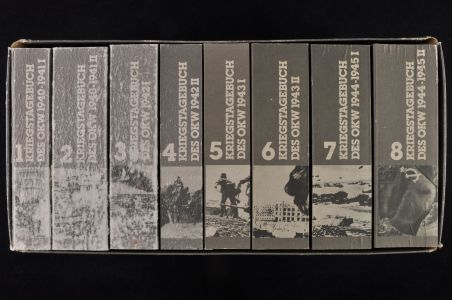 1
KRIEGSTAGEBUCH
DES OKW 1940-1941 I
2
KRIEGSTAGEBUCH
DES OKW 1940-1941 II
3
KRIEGSTAGEBUCH
DES OKW 1942 I
4
KRIEGSTAGEBUCH
DES OKW 1942 II
5
KRIEGSTAGEBUCH
DES OKW 1943 I
6
KRIEGSTAGEBUCH
DES OKW 1943 II
7
KRIEGSTAGEBUCH
DES OKW 1944-1945 I
8
KRIEGSTAGEBUCH
DES OKW 1944-1945 II